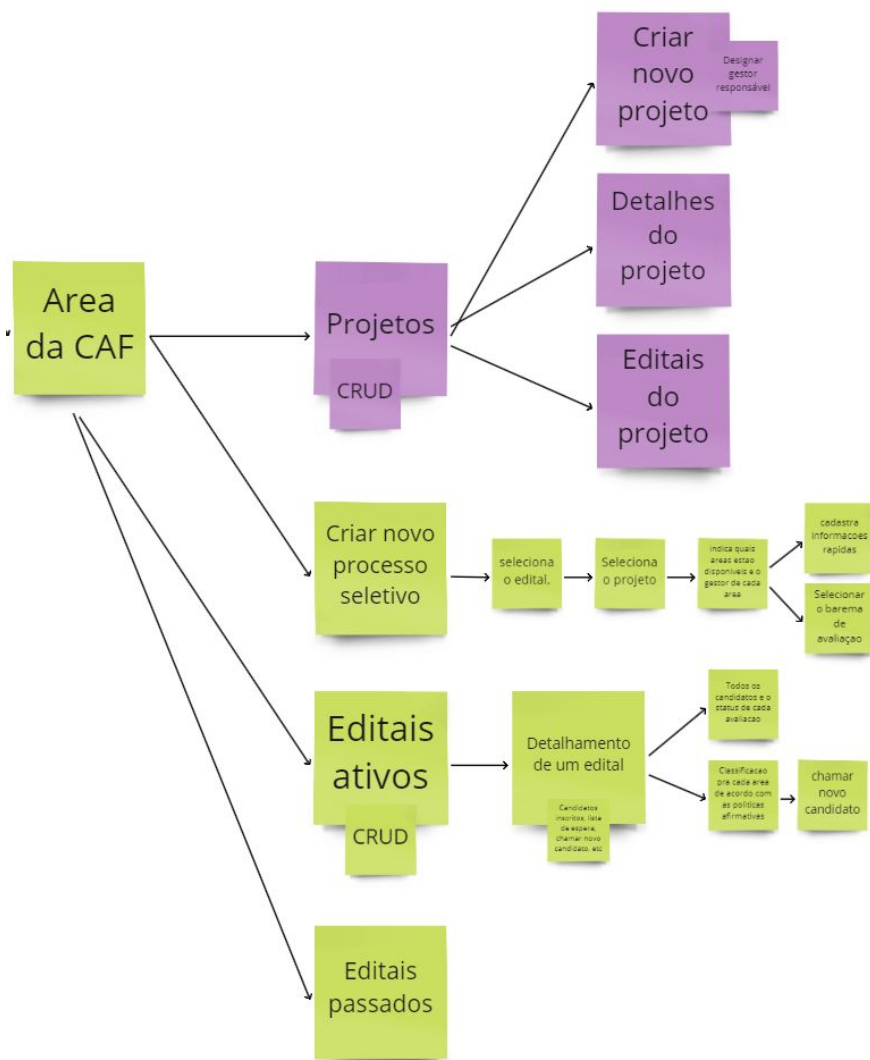 Criar
novo
projeto
Designar
gestor
responsável
Detalhes
do
projeto
Area
da CAF
Projetos
CRUD
Editais
do
projeto
Criar novo
processo
seletivo
seleciona
o edital,
Seleciona
o projeto
indica quais
areas estao
disponiveis e o
gestor de cada
area
cadastra
informacoes
rapidas
Selecionar
o barema
de
avaliaçao
Editais
ativos
CRUD
Detalhamento
de um edital
Candidatos
inscritos, lista
de espera,
chamar novo
candidato, etc
Todos os
candidatos e o
status de cada
avaliacao
Classificacao
pra cada area
de acordo com
as politicas
afirmativas
chamar
novo
candidato
Editais
passados